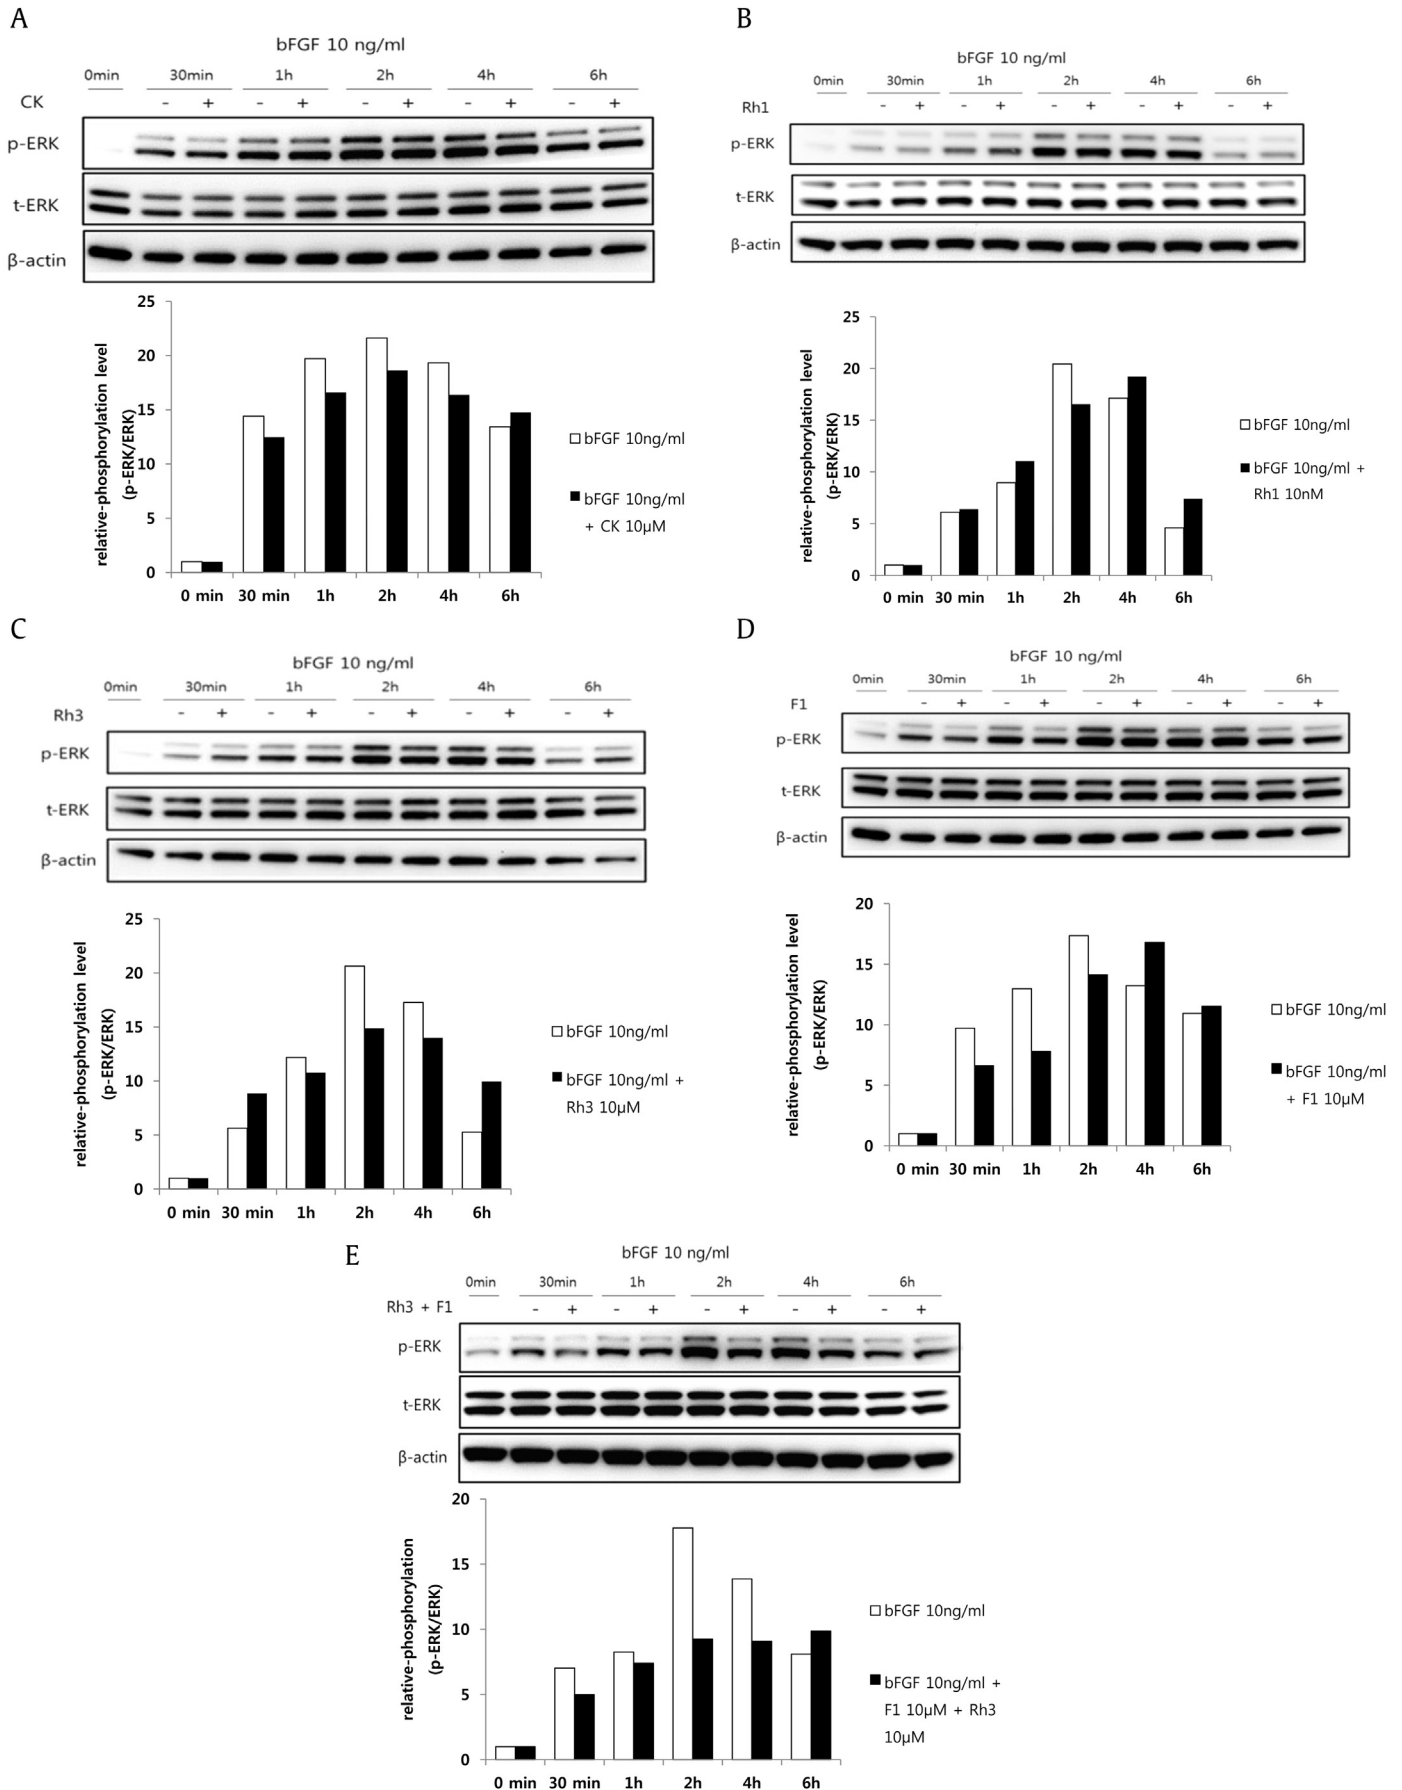 A
bFGF 10 ng/ml
0min 30min 1h 2h 4h 6h
CK - + - + - + - + - +
p-ERK
t-ERK
β-actin
relative-phosphorylation level
(p-ERK/ERK)
25
20
15
10
5
0
0 min 30 min 1h 2h 4h 6h
bFGF 10ng/ml
bFGF 10ng/ml
+ CK 10μM
B
bFGF 10 ng/ml
0min 30min 1h 2h 4h 6h
Rh1 - + - + - + - + - +
p-ERK
t-ERK
β-actin
relative-phosphorylation level
(p-ERK/ERK)
25
20
15
10
5
0
0 min 30 min 1h 2h 4h 6h
bFGF 10ng/ml
bFGF 10ng/ml +
Rh1 10nM
C
bFGF 10 ng/ml
0min 30min 1h 2h 4h 6h
Rh3 - + - + - + - + - +
p-ERK
t-ERK
β-actin
relative-phosphorylation level
(p-ERK/ERK)
25
20
15
10
5
0
0 min 30 min 1h 2h 4h 6h
bFGF 10ng/ml
bFGF 10ng/ml +
Rh3 10μM
D
bFGF 10 ng/ml
0min 30min 1h 2h 4h 6h
F1 - + - + - + - + - +
p-ERK
t-ERK
β-actin
relative-phosphorylation level
(p-ERK/ERK)
20
15
10
5
0
0 min 30 min 1h 2h 4h 6h
bFGF 10ng/ml
bFGF 10ng/ml
+ F1 10μM
E
bFGF 10 ng/ml
0min 30min 1h 2h 4h 6h
Rh3 + F1 - + - + - + - + - +
p-ERK
t-ERK
β-actin
relative-phosphorylation
(p-ERK/ERK)
20
15
10
5
0
0 min 30 min 1h 2h 4h 6h
bFGF 10ng/ml
bFGF 10ng/ml +
F1 10μM + Rh3
10μM